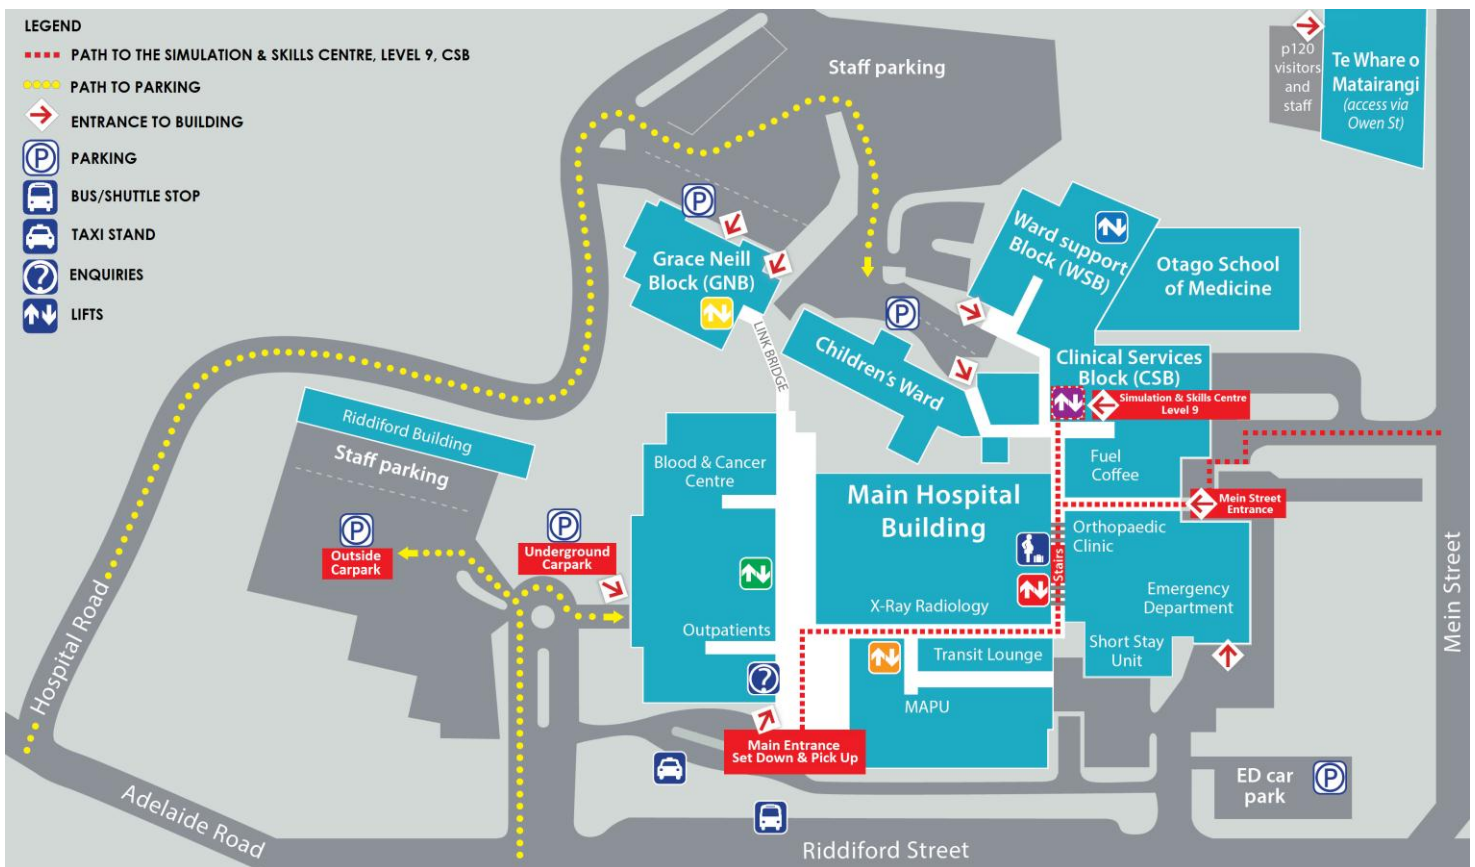 LEGEND
PATH TO THE SIMULATION & SKILLS CENTRE, LEVEL 9, CSB
PATH TO PARKING
ENTRANCE TO BUILDING
P
PARKING
BUS/SHUTTLE STOP
TAXI STAND
?
ENQUIRIES
LIFTS
Staff parking
p120
visitors
and
staff
Te Whare o
Matairangi
(access via
Owen St)
P
Grace Neill
Block (GNB)
LINK BRIDGE
Ward support
Block (WSB)
Otago School
of Medicine
P
Children's Ward
Clinical Services
Block (CSB)
Simulation & Skills Centre
Level 9
Fuel
Coffee
Mein Street
Entrance
Riddiford Building
Staff parking
P
Outside
Carpark
P
Underground
Carpark
Blood & Cancer
Centre
Outpatients
?
Main Hospital
Building
X-Ray Radiology
Stairs
Orthopaedic
Clinic
Emergency
Department
Short Stay
Unit
Transit Lounge
MAPU
Main Entrance
Set Down & Pick Up
ED car
park
P
Hospital Road
Adelaide Road
Riddiford Street
Mein Street